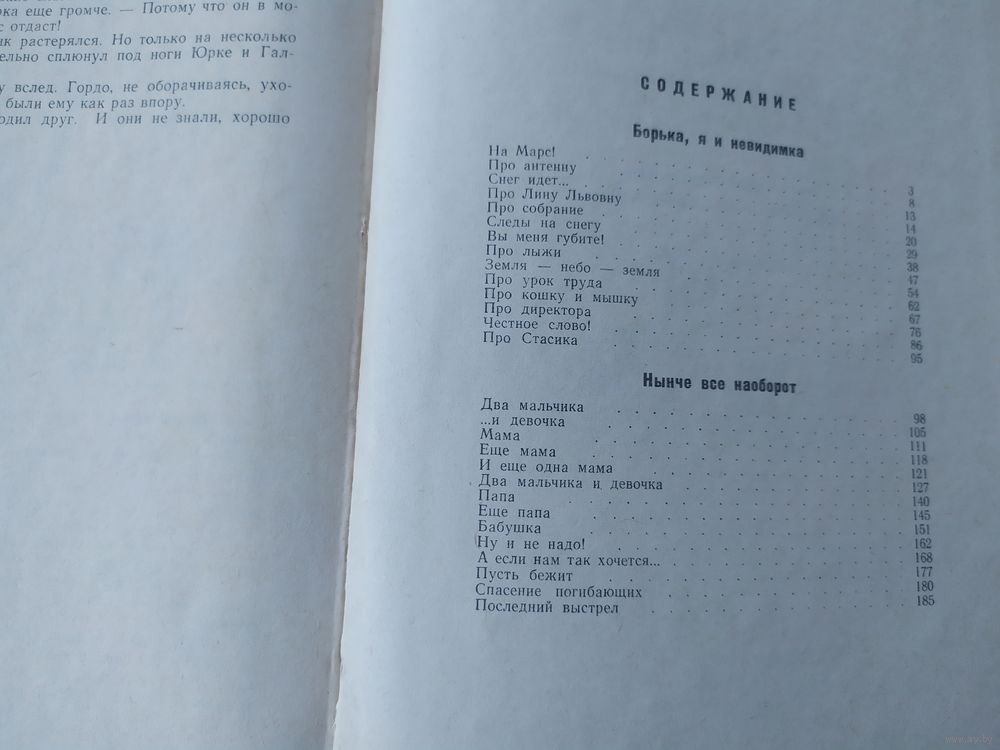 рка еще громче. — Потому что он в мо-
с отдаст!
ик растерялся. Но только на несколько
ельно сплюнул под ноги Юрке и Гал-
у вслед. Гордо, не оборачиваясь, ухо-
были ему как раз впору.
одил друг. И они не знали, хорошо
СОДЕРЖАНИЕ
Борька, я и невидимка
На Марс! 3
Про антенну 8
Снег идет... 13
Про Лину Львовну 14
Про собрание 20
Следы на снегу 29
Вы меня губите! 38
Про лыжи 47
Земля — небо — земля 54
Про урок труда 62
Про кошку и мышку 67
Про директора 76
Честное слово! 86
Про Стасика 95
Нынче все наоборот
Два мальчика 98
...и девочка 105
Мама 111
Еще мама 118
И еще одна мама 121
Два мальчика и девочка 127
Папа 140
Еще папа 145
Бабушка 151
Ну и не надо! 162
А если нам так хочется... 168
Пусть бежит 177
Спасение погибающих 180
Последний выстрел 185
www.ay.by